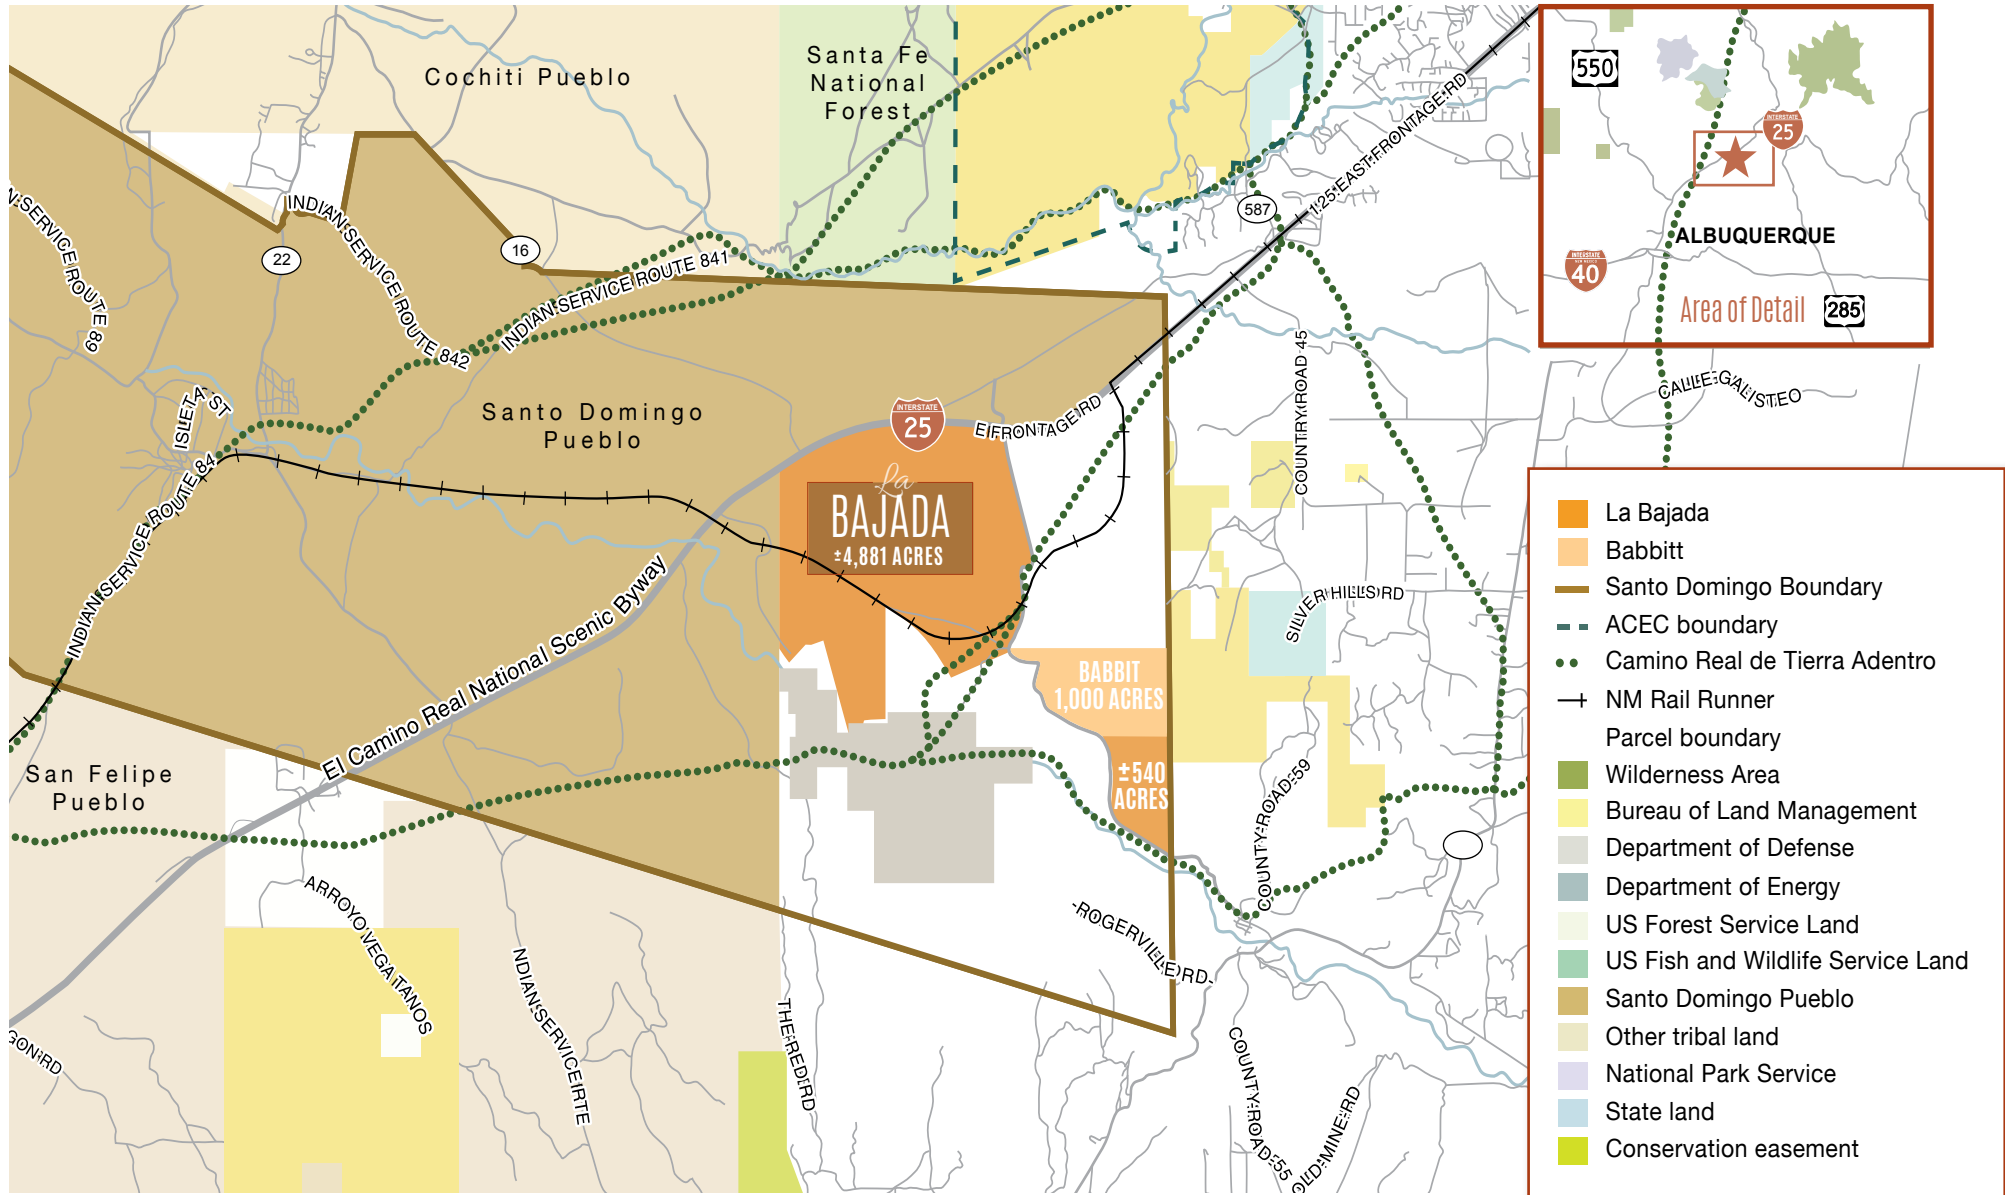 Cochiti Pueblo
Santa Fe
National
Forest
SERVICE ROUTE 89
INDIAN SERVICE ROUTE 842
22
16
INDIAN SERVICE ROUTE 841
587
1-25 EAST FRONTAGE RD
550
INTERSTATE
25
ALBUQUERQUE
INTERSTATE
NEW MEXICO
40
Area of Detail
285
ISLETA ST
Santo Domingo
Pueblo
INTERSTATE
25
E FRONTAGE RD
COUNTRY ROAD 45
CALLE GALISTEO
INDIAN SERVICE ROUTE 84
La
BAJADA
±4,881 ACRES
El Camino Real National Scenic Byway
SILVER HILLS RD
BABBIT
1,000 ACRES
±540
ACRES
COUNTY ROAD 59
San Felipe
Pueblo
ARROYO VEGA TANOS
NDIAN SERVICE RTE
THE RED RD
ROGERVILLE RD
COUNTY ROAD 55
OLD MINE RD
GON RD
La Bajada
Babbitt
Santo Domingo Boundary
ACEC boundary
Camino Real de Tierra Adentro
NM Rail Runner
Parcel boundary
Wilderness Area
Bureau of Land Management
Department of Defense
Department of Energy
US Forest Service Land
US Fish and Wildlife Service Land
Santo Domingo Pueblo
Other tribal land
National Park Service
State land
Conservation easement